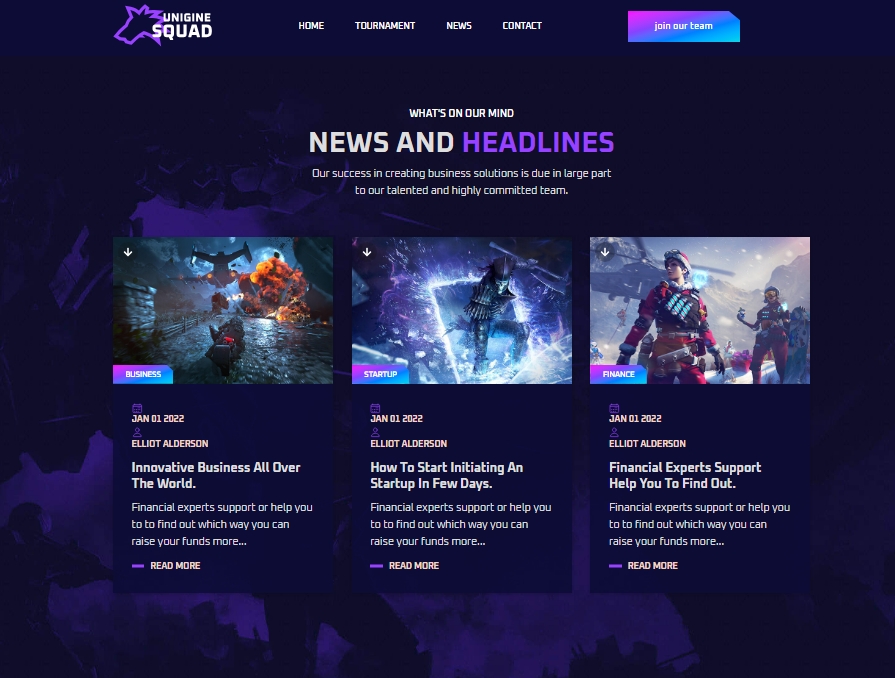 UNIGINE
SQUAD
HOME TOURNAMENT NEWS CONTACT
join our team
WHAT'S ON OUR MIND
NEWS AND HEADLINES
Our success in creating business solutions is due in large part
to our talented and highly committed team.
BUSINESS
JAN 01 2022
ELLIOT ALDERSON
Innovative Business All Over
The World.
Financial experts support or help you
to to find out which way you can
raise your funds more...
READ MORE
STARTUP
JAN 01 2022
ELLIOT ALDERSON
How To Start Initiating An
Startup In Few Days.
Financial experts support or help you
to to find out which way you can
raise your funds more...
READ MORE
FINANCE
JAN 01 2022
ELLIOT ALDERSON
Financial Experts Support
Help You To Find Out.
Financial experts support or help you
to to find out which way you can
raise your funds more...
READ MORE